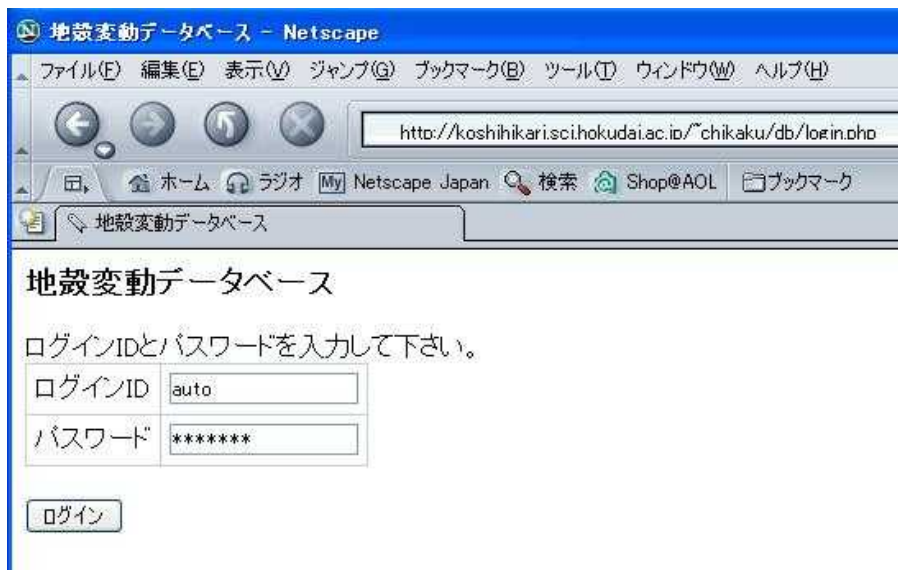 地殻変動データベース - Netscape
ファイル(F) 編集(E) 表示(V) ジャンプ(G) ブックマーク(B) ツール(T) ウィンドウ(W) ヘルプ(H)
http://koshihikari.sci.hokudai.ac.jp/~chikaku/db/login.php
ホーム ラジオ My Netscape Japan 検索 Shop@AOL ブックマーク
地殻変動データベース
地殻変動データベース
ログインIDとパスワードを入力して下さい。
ログインID auto
パスワード *******
ログイン